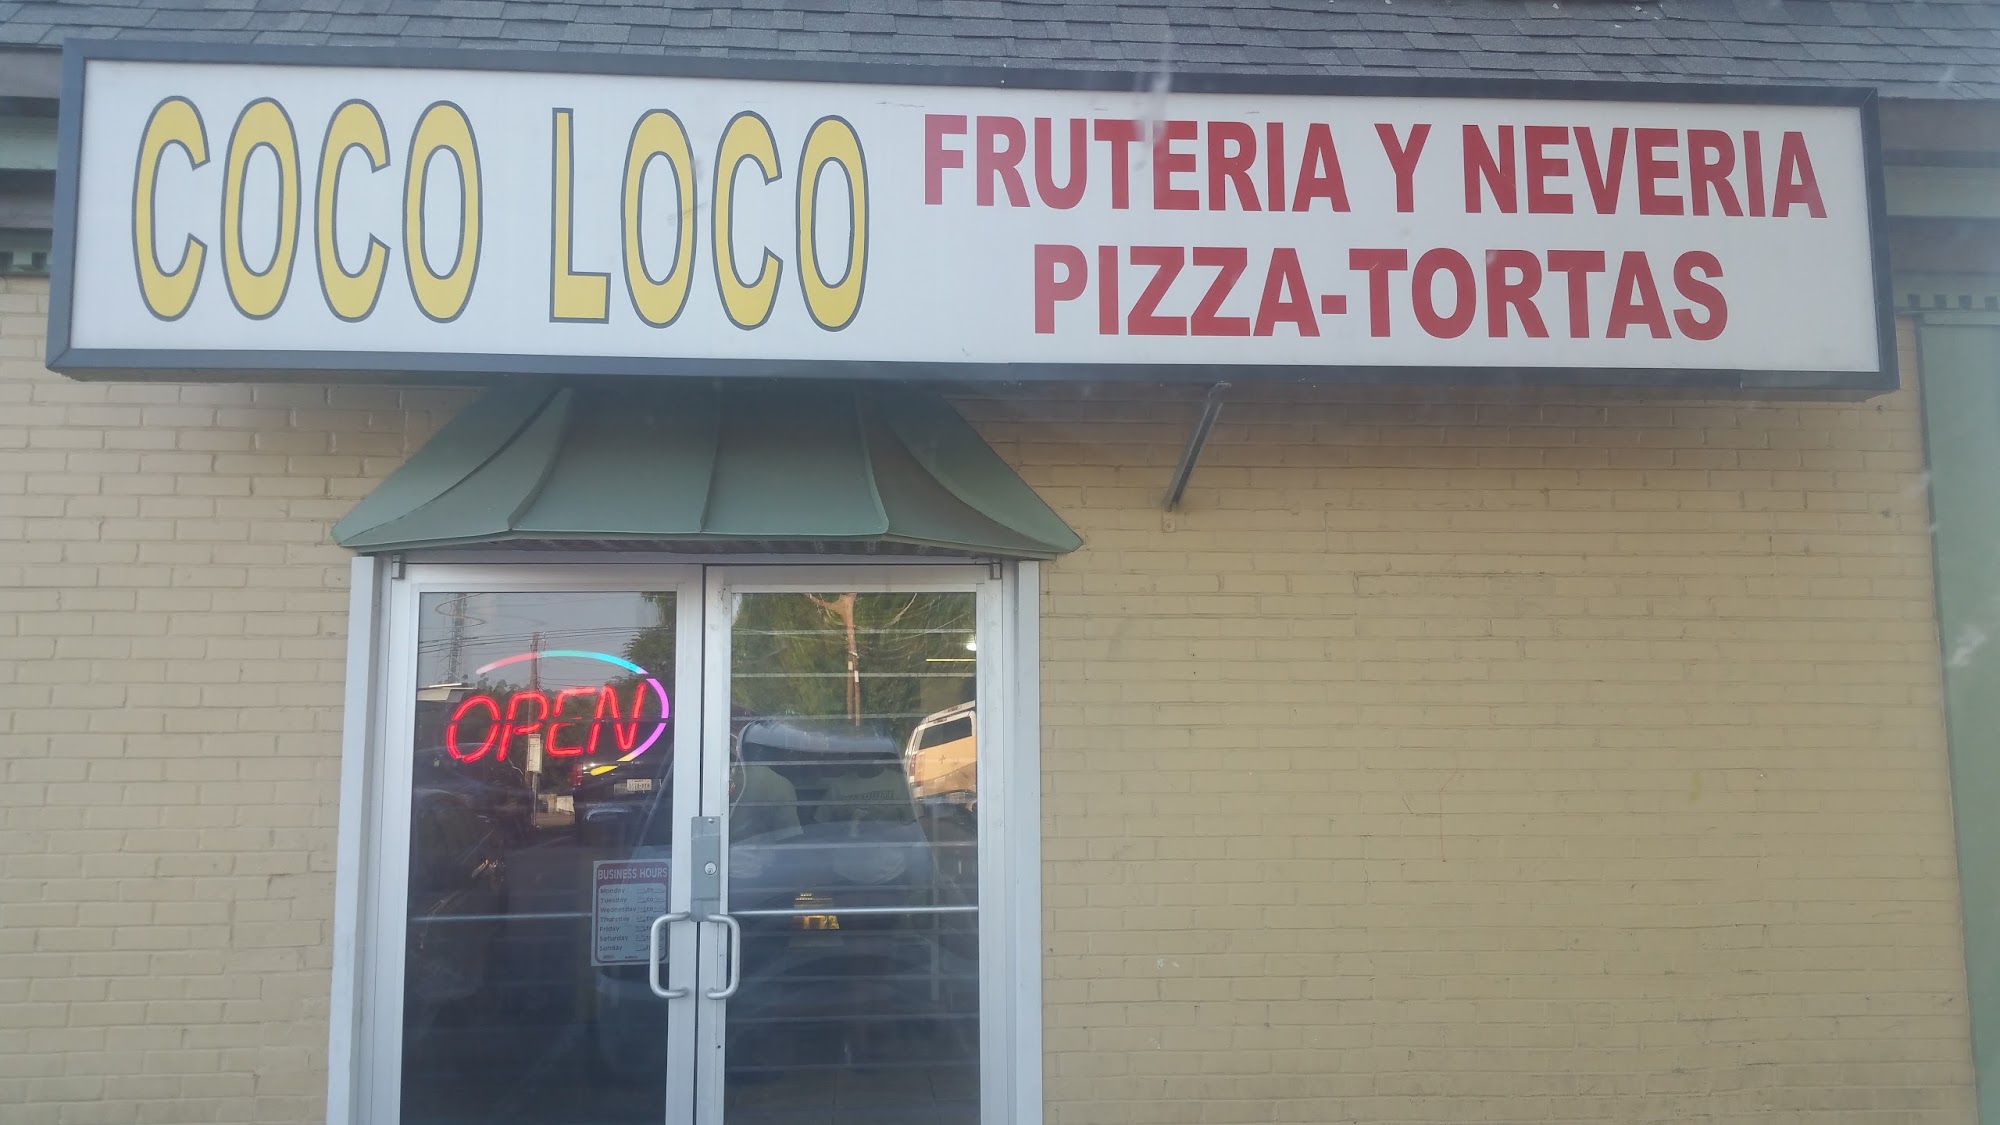 COCO LOCO
FRUTERIA Y NEVERIA
PIZZA-TORTAS
OPEN
BUSINESS HOURS
Monday
Tuesday
Wednesday
Thursday
Friday
Saturday
Sunday